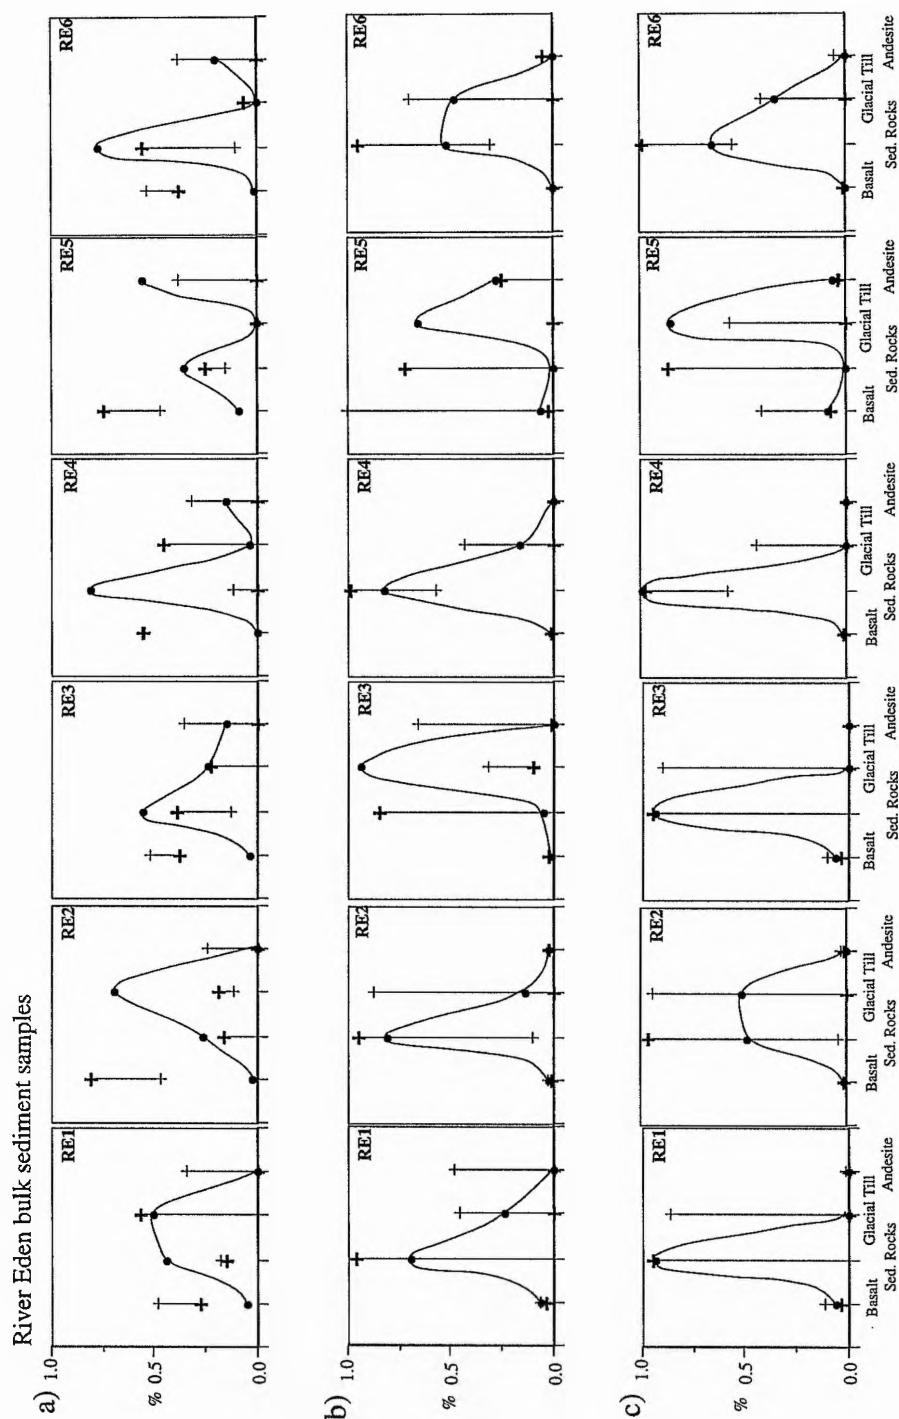 River Eden bulk sediment samples
a)
%
1.0
0.5
0.0
RE1
RE2
RE3
RE4
RE5
RE6
b)
%
1.0
0.5
0.0
RE1
RE2
RE3
RE4
RE5
RE6
c)
%
1.0
0.5
0.0
RE1
RE2
RE3
RE4
RE5
RE6
Basalt Glacial Till
Sed. Rocks Andesite
Basalt Glacial Till
Sed. Rocks Andesite
Basalt Glacial Till
Sed. Rocks Andesite
Basalt Glacial Till
Sed. Rocks Andesite
Basalt Glacial Till
Sed. Rocks Andesite
Basalt Glacial Till
Sed. Rocks Andesite